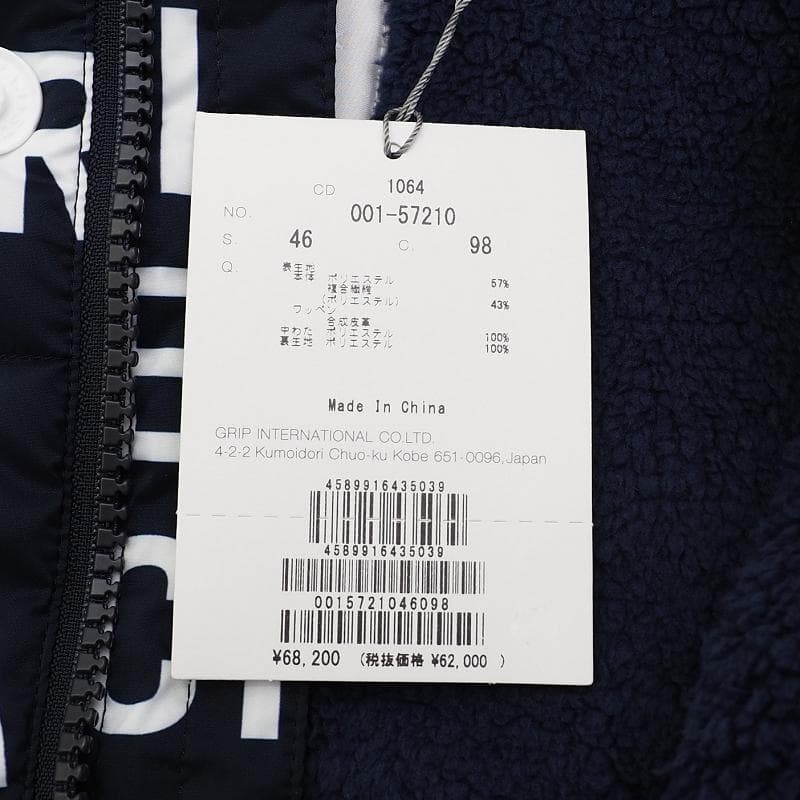 CD 1064
NO. 001-57210
S. 46 C. 98
Q. 表生地
本体 ポリエステル 57%
複合繊維
(ポリエステル) 43%
ワッペン
合成皮革
中わた ポリエステル 100%
裏生地 ポリエステル 100%
Made In China
GRIP INTERNATIONAL CO.LTD.
4-2-2 Kumoidori Chuo-ku Kobe 651-0096,Japan
4589916435039
4589916435039
0015721046098
¥68,200 (税抜価格 ¥62,000 )